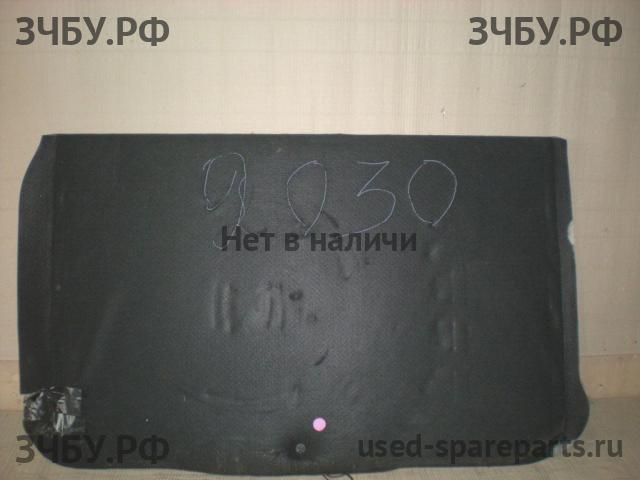 ЗЧБУ.РФ ЗЧБУ.РФ
9030
Нет в наличи
ЗЧБУ.РФ used-spareparts.ru